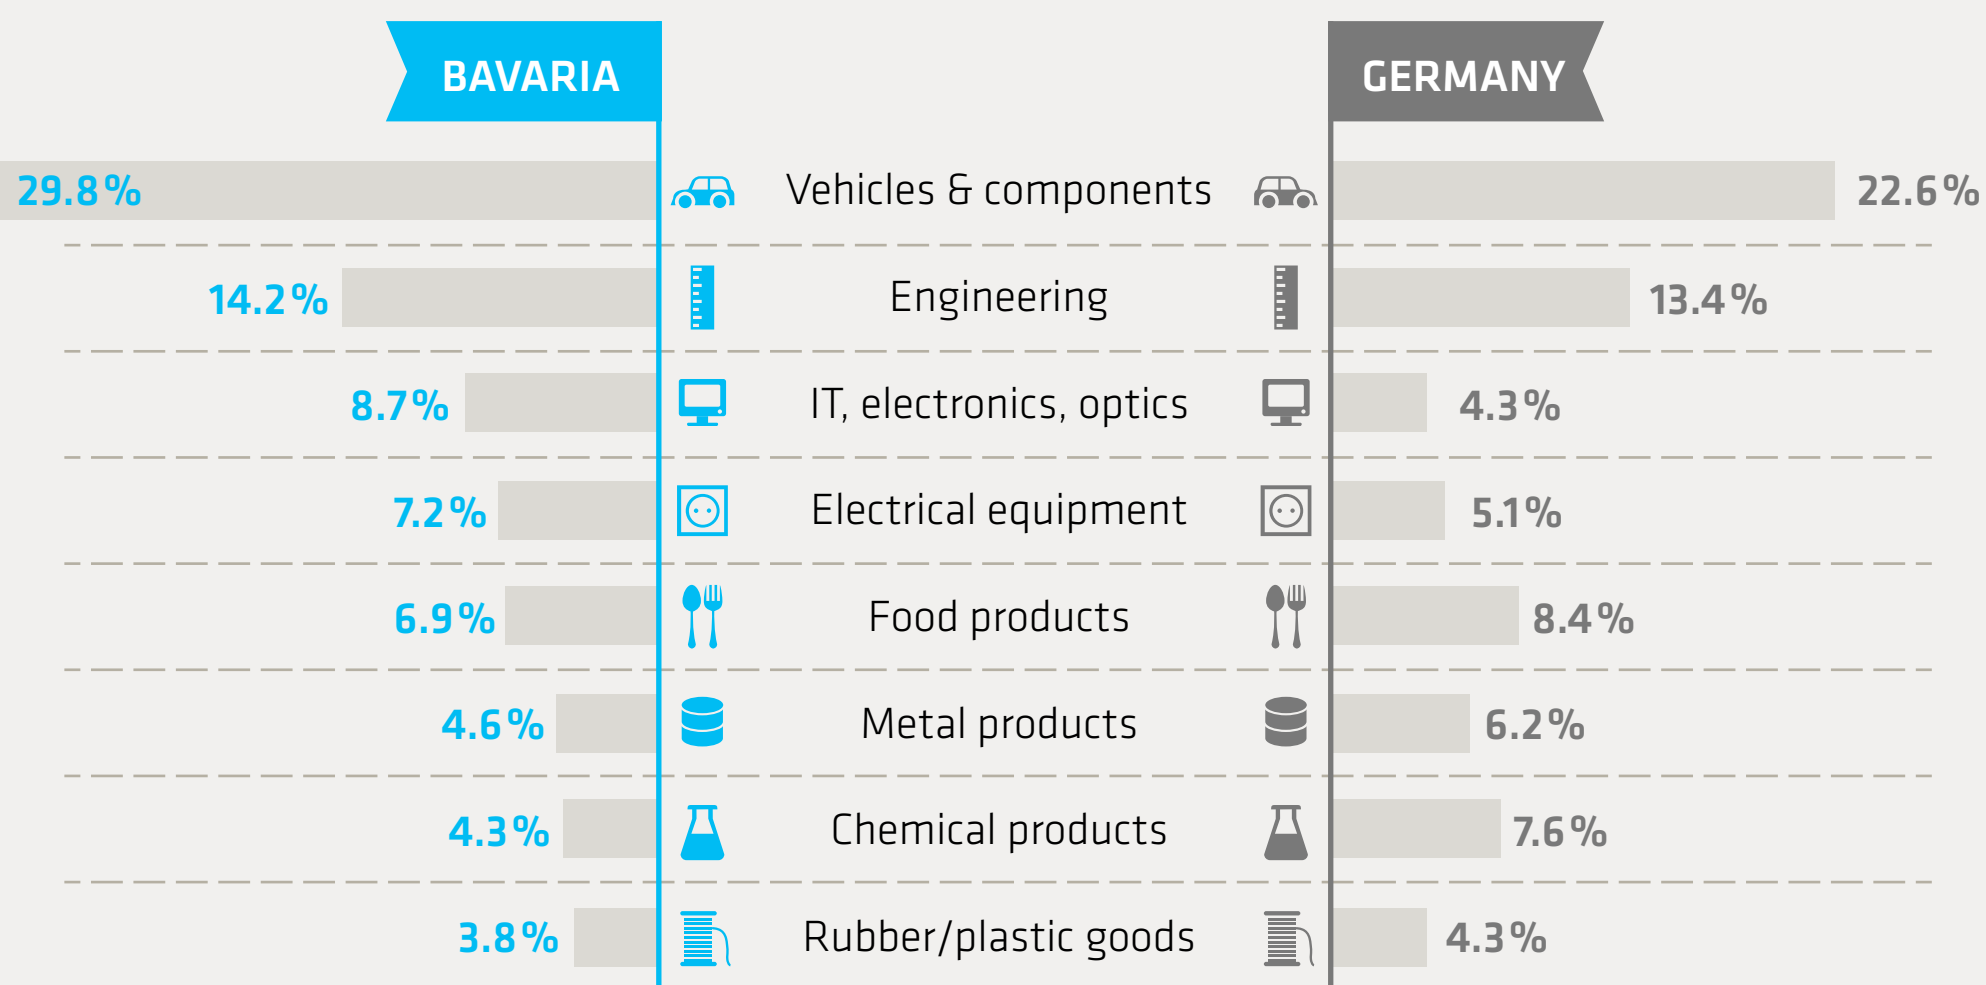 BAVARIA GERMANY
29.8% Vehicles & components 22.6%
14.2% Engineering 13.4%
8.7% IT, electronics, optics 4.3%
7.2% Electrical equipment 5.1%
6.9% Food products 8.4%
4.6% Metal products 6.2%
4.3% Chemical products 7.6%
3.8% Rubber/plastic goods 4.3%